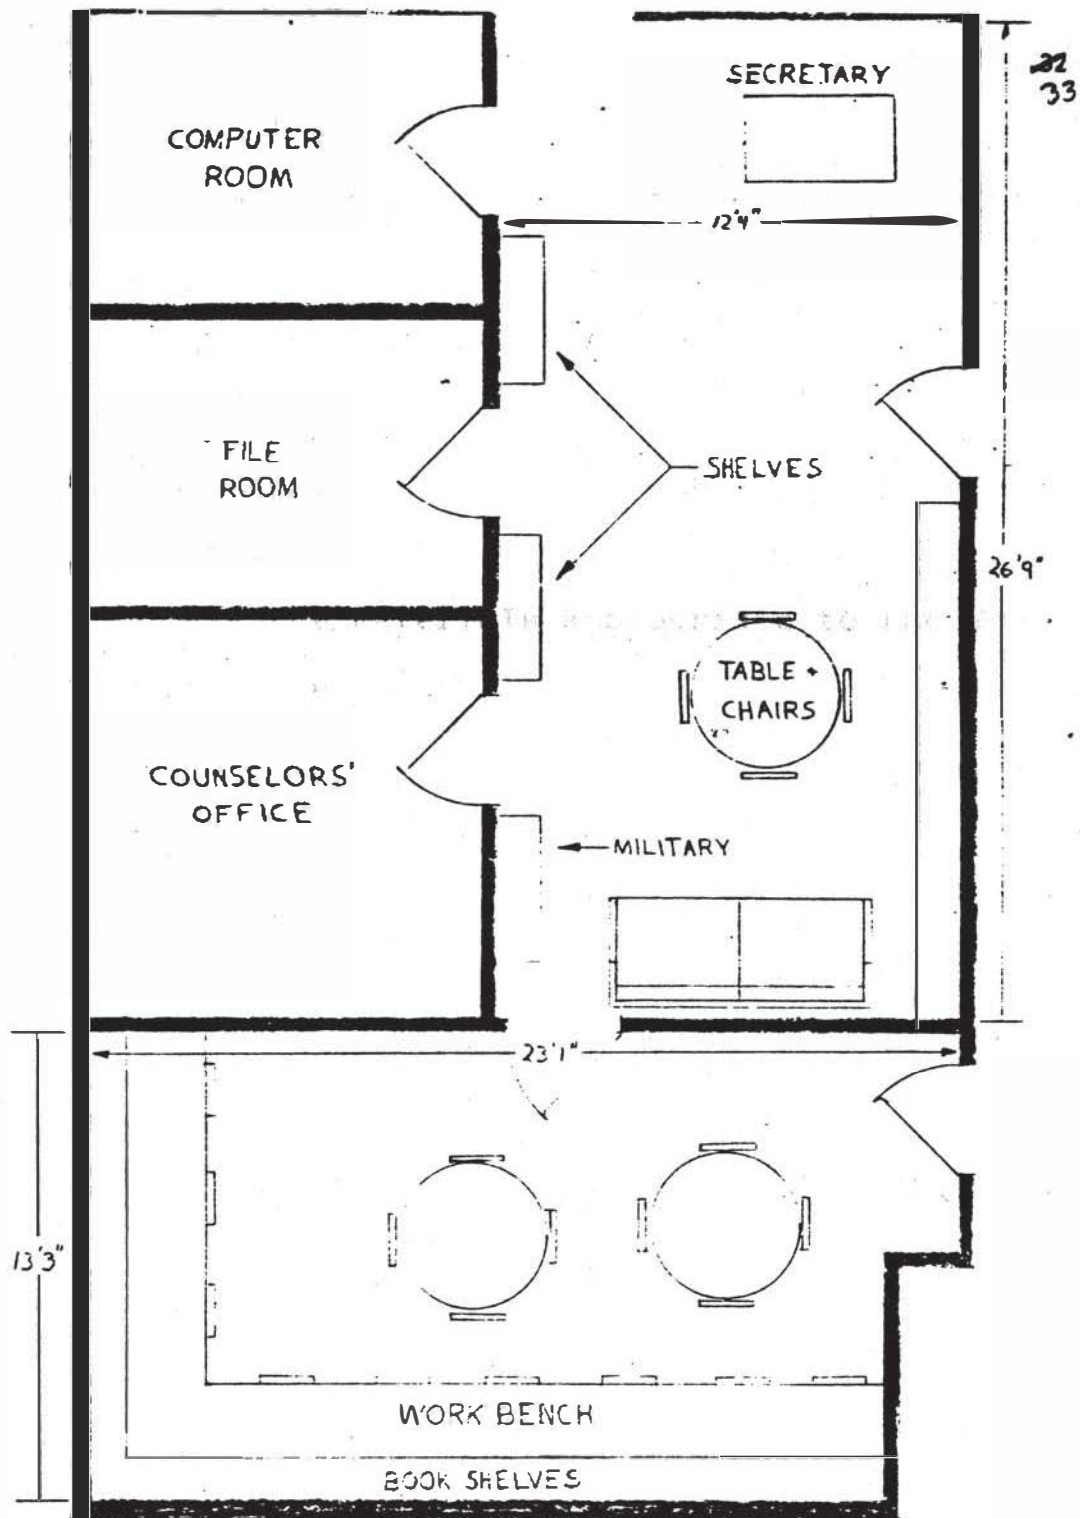 SECRETARY
33
COMPUTER
ROOM
12'4"
FILE
ROOM
SHELVES
26'9"
TABLE +
CHAIRS
COUNSELORS'
OFFICE
MILITARY
23'1"
13'3"
WORK BENCH
BOOK SHELVES